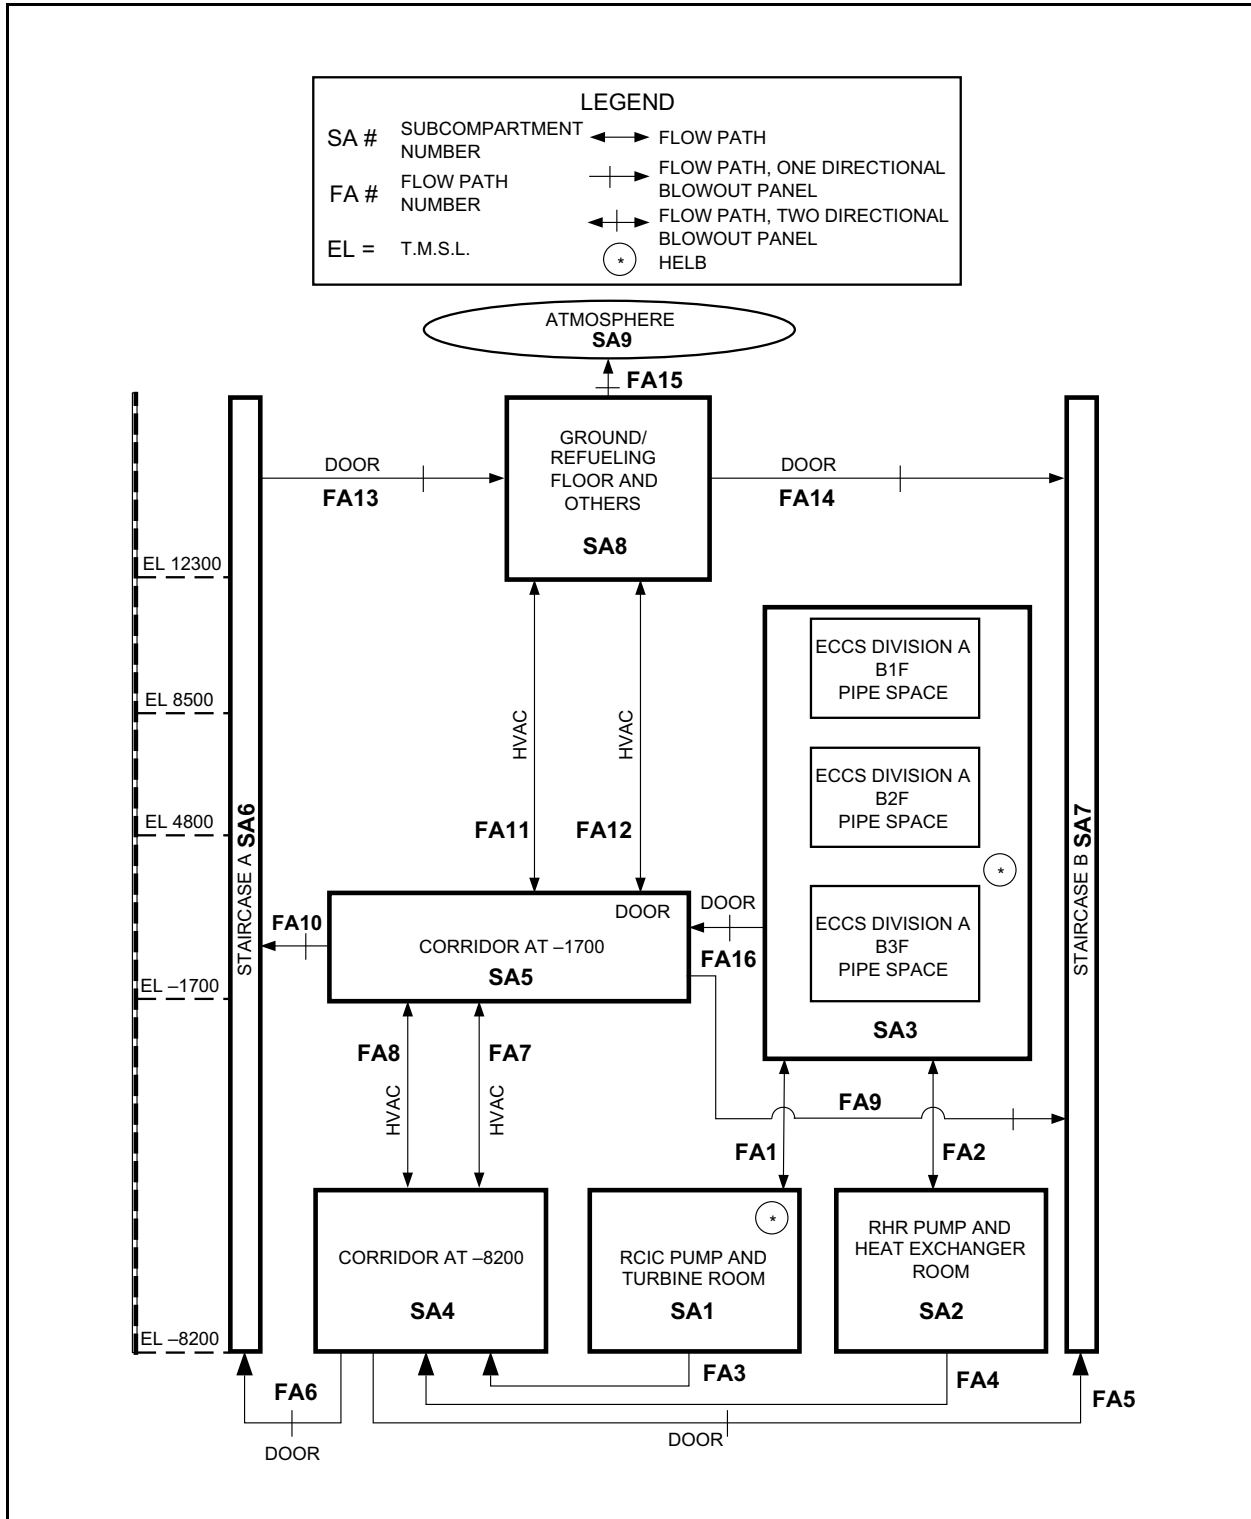 LEGEND
SA # SUBCOMPARTMENT NUMBER
FLOW PATH
FA # FLOW PATH NUMBER
FLOW PATH, ONE DIRECTIONAL
BLOWOUT PANEL
FLOW PATH, TWO DIRECTIONAL
BLOWOUT PANEL
EL = T.M.S.L.
* HELB
ATMOSPHERE
SA9
FA15
DOOR
FA13
GROUND/
REFUELING
FLOOR AND
OTHERS
SA8
DOOR
FA14
EL 12300
EL 8500
EL 4800
EL –1700
EL –8200
STAIRCASE A SA6
HVAC
HVAC
FA11
FA12
ECCS DIVISION A
B1F
PIPE SPACE
ECCS DIVISION A
B2F
PIPE SPACE
*
ECCS DIVISION A
B3F
PIPE SPACE
SA3
STAIRCASE B SA7
FA10
DOOR
CORRIDOR AT –1700
SA5
DOOR
FA16
FA8
FA7
HVAC
HVAC
FA9
FA1
FA2
CORRIDOR AT –8200
SA4
*
RCIC PUMP AND
TURBINE ROOM
SA1
RHR PUMP AND
HEAT EXCHANGER
ROOM
SA2
FA3
FA4
FA6
FA5
DOOR
DOOR